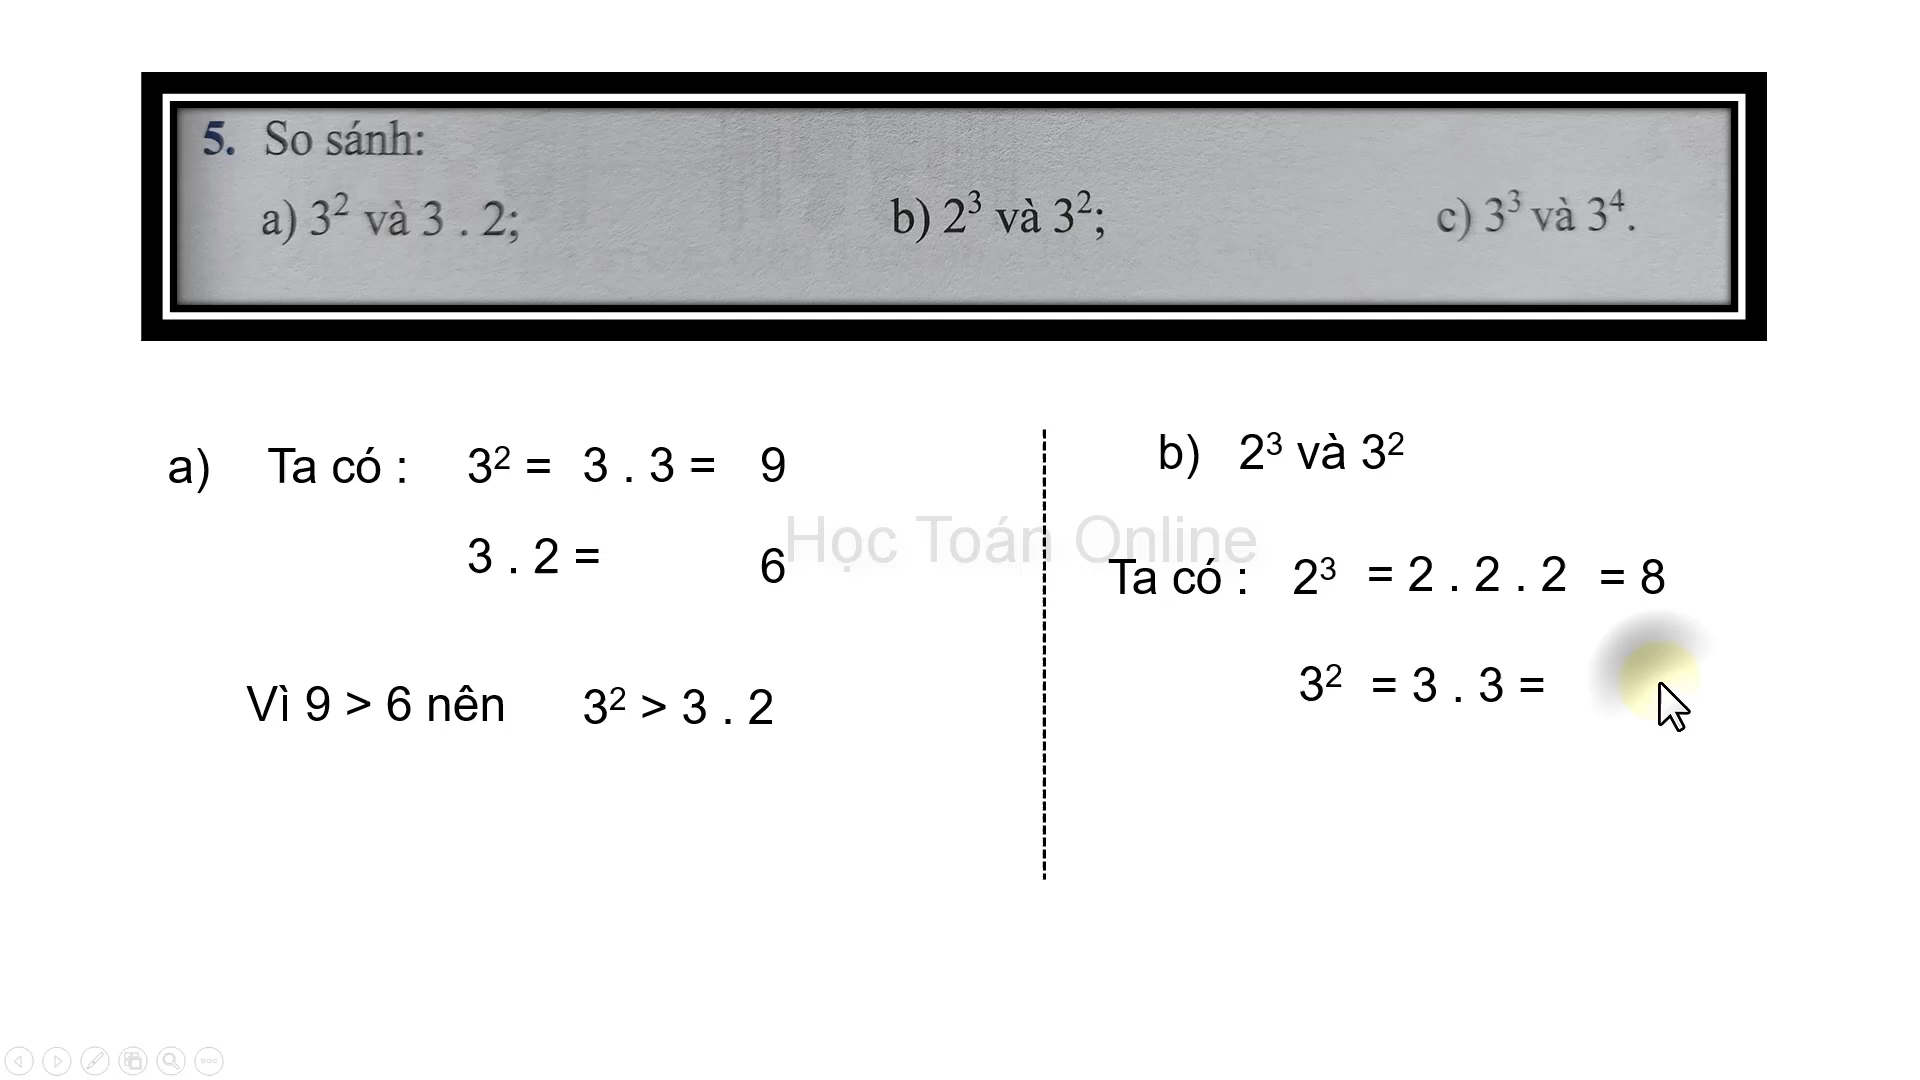 5. So sánh:
a) 3² và 3 . 2; b) 2³ và 3²; c) 3³ và 3⁴.
a) Ta có : 3² = 3 . 3 = 9
3 . 2 = 6
Vì 9 > 6 nên 3² > 3 . 2
Học Toán Online
b) 2³ và 3²
Ta có : 2³ = 2 . 2 . 2 = 8
3² = 3 . 3 =